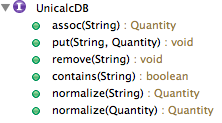 UnicalcDB
assoc(String) : Quantity
put(String, Quantity) : void
remove(String) : void
contains(String) : boolean
normalize(String) : Quantity
normalize(Quantity) : Quantity